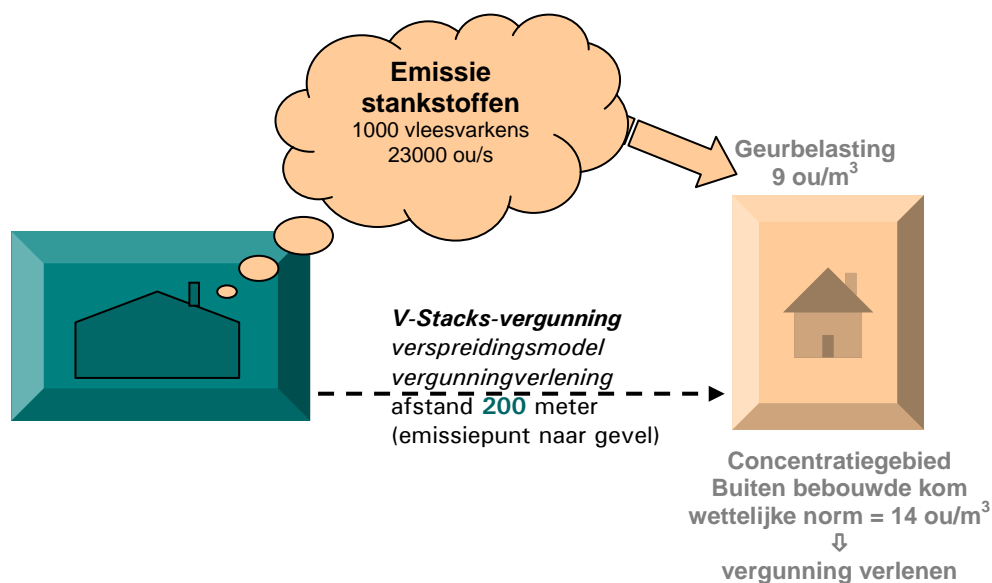 Emissie
stankstoffen
1000 vleesvarkens
23000 ou/s
Geurbelasting
9 ou/m³
V-Stacks-vergunning
verspreidingsmodel
vergunningverlening
afstand 200 meter
(emissiepunt naar gevel)
Concentratiegebied
Buiten bebouwde kom
wettelijke norm = 14 ou/m³
⇩
vergunning verlenen